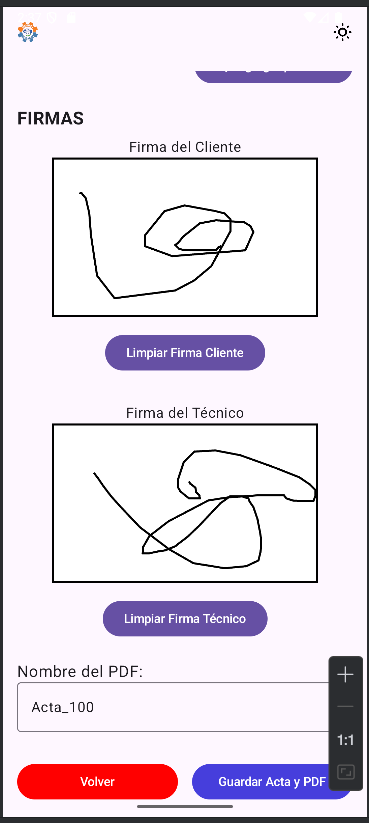 FIRMAS
Firma del Cliente
Limpiar Firma Cliente
Firma del Técnico
Limpiar Firma Técnico
Nombre del PDF:
Acta_100
1:1
Volver
Guardar Acta y PDF